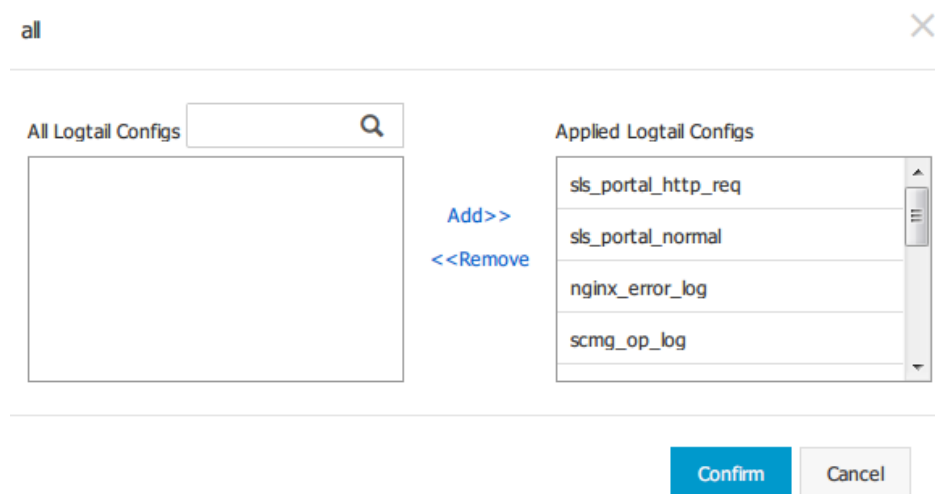 all
All Logtail Configs
Applied Logtail Configs
sls_portal_http_req
sls_portal_normal
nginx_error_log
scmg_op_log
Add>>
<<Remove
Confirm
Cancel